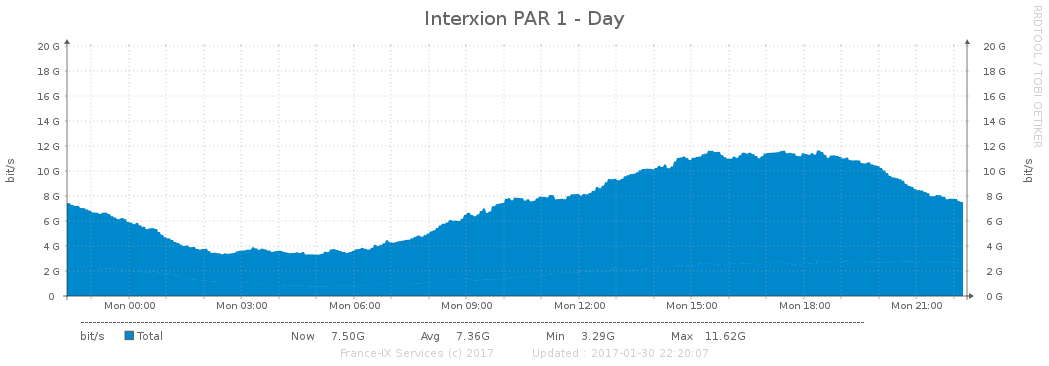 Interxion PAR 1 - Day
RRDTOOL / TOBI OETIKER
20 G 20 G
18 G 18 G
16 G 16 G
14 G 14 G
12 G 12 G
10 G 10 G
8 G 8 G
6 G 6 G
4 G 4 G
2 G 2 G
0 0 G
bit/s
bit/s
Mon 00:00 Mon 03:00 Mon 06:00 Mon 09:00 Mon 12:00 Mon 15:00 Mon 18:00 Mon 21:00
bit/s Total Now 7.50G Avg 7.36G Min 3.29G Max 11.62G
France-IX Services (c) 2017 Updated : 2017-01-30 22:20:07